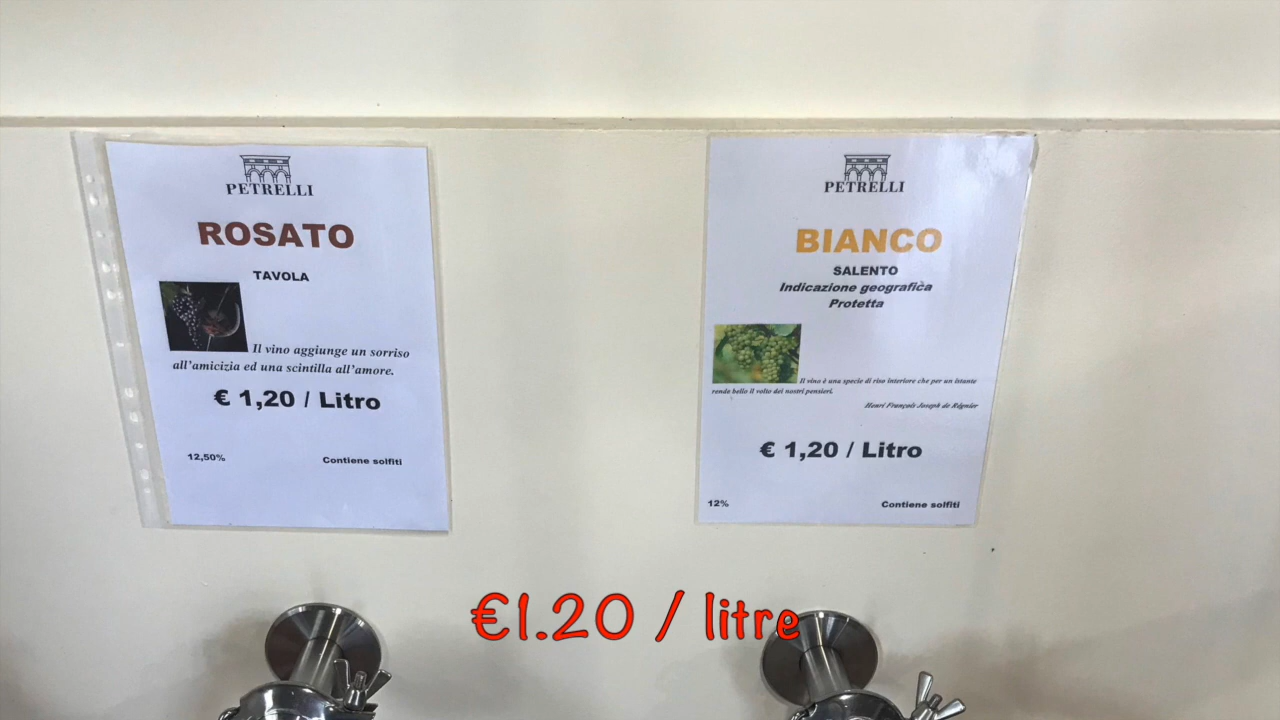 PETRELLI
ROSATO
TAVOLA
Il vino aggiunge un sorriso
all'amicizia ed una scintilla all'amore.
€ 1,20 / Litro
12,50%
Contiene solfiti
PETRELLI
BIANCO
SALENTO
Indicazione geografica
Protetta
Il vino è una specie di riso interiore che per un istante
rende bello il volto dei nostri pensieri.
Henri François Joseph de Régnier
€ 1,20 / Litro
12%
Contiene solfiti
€1.20 / litre